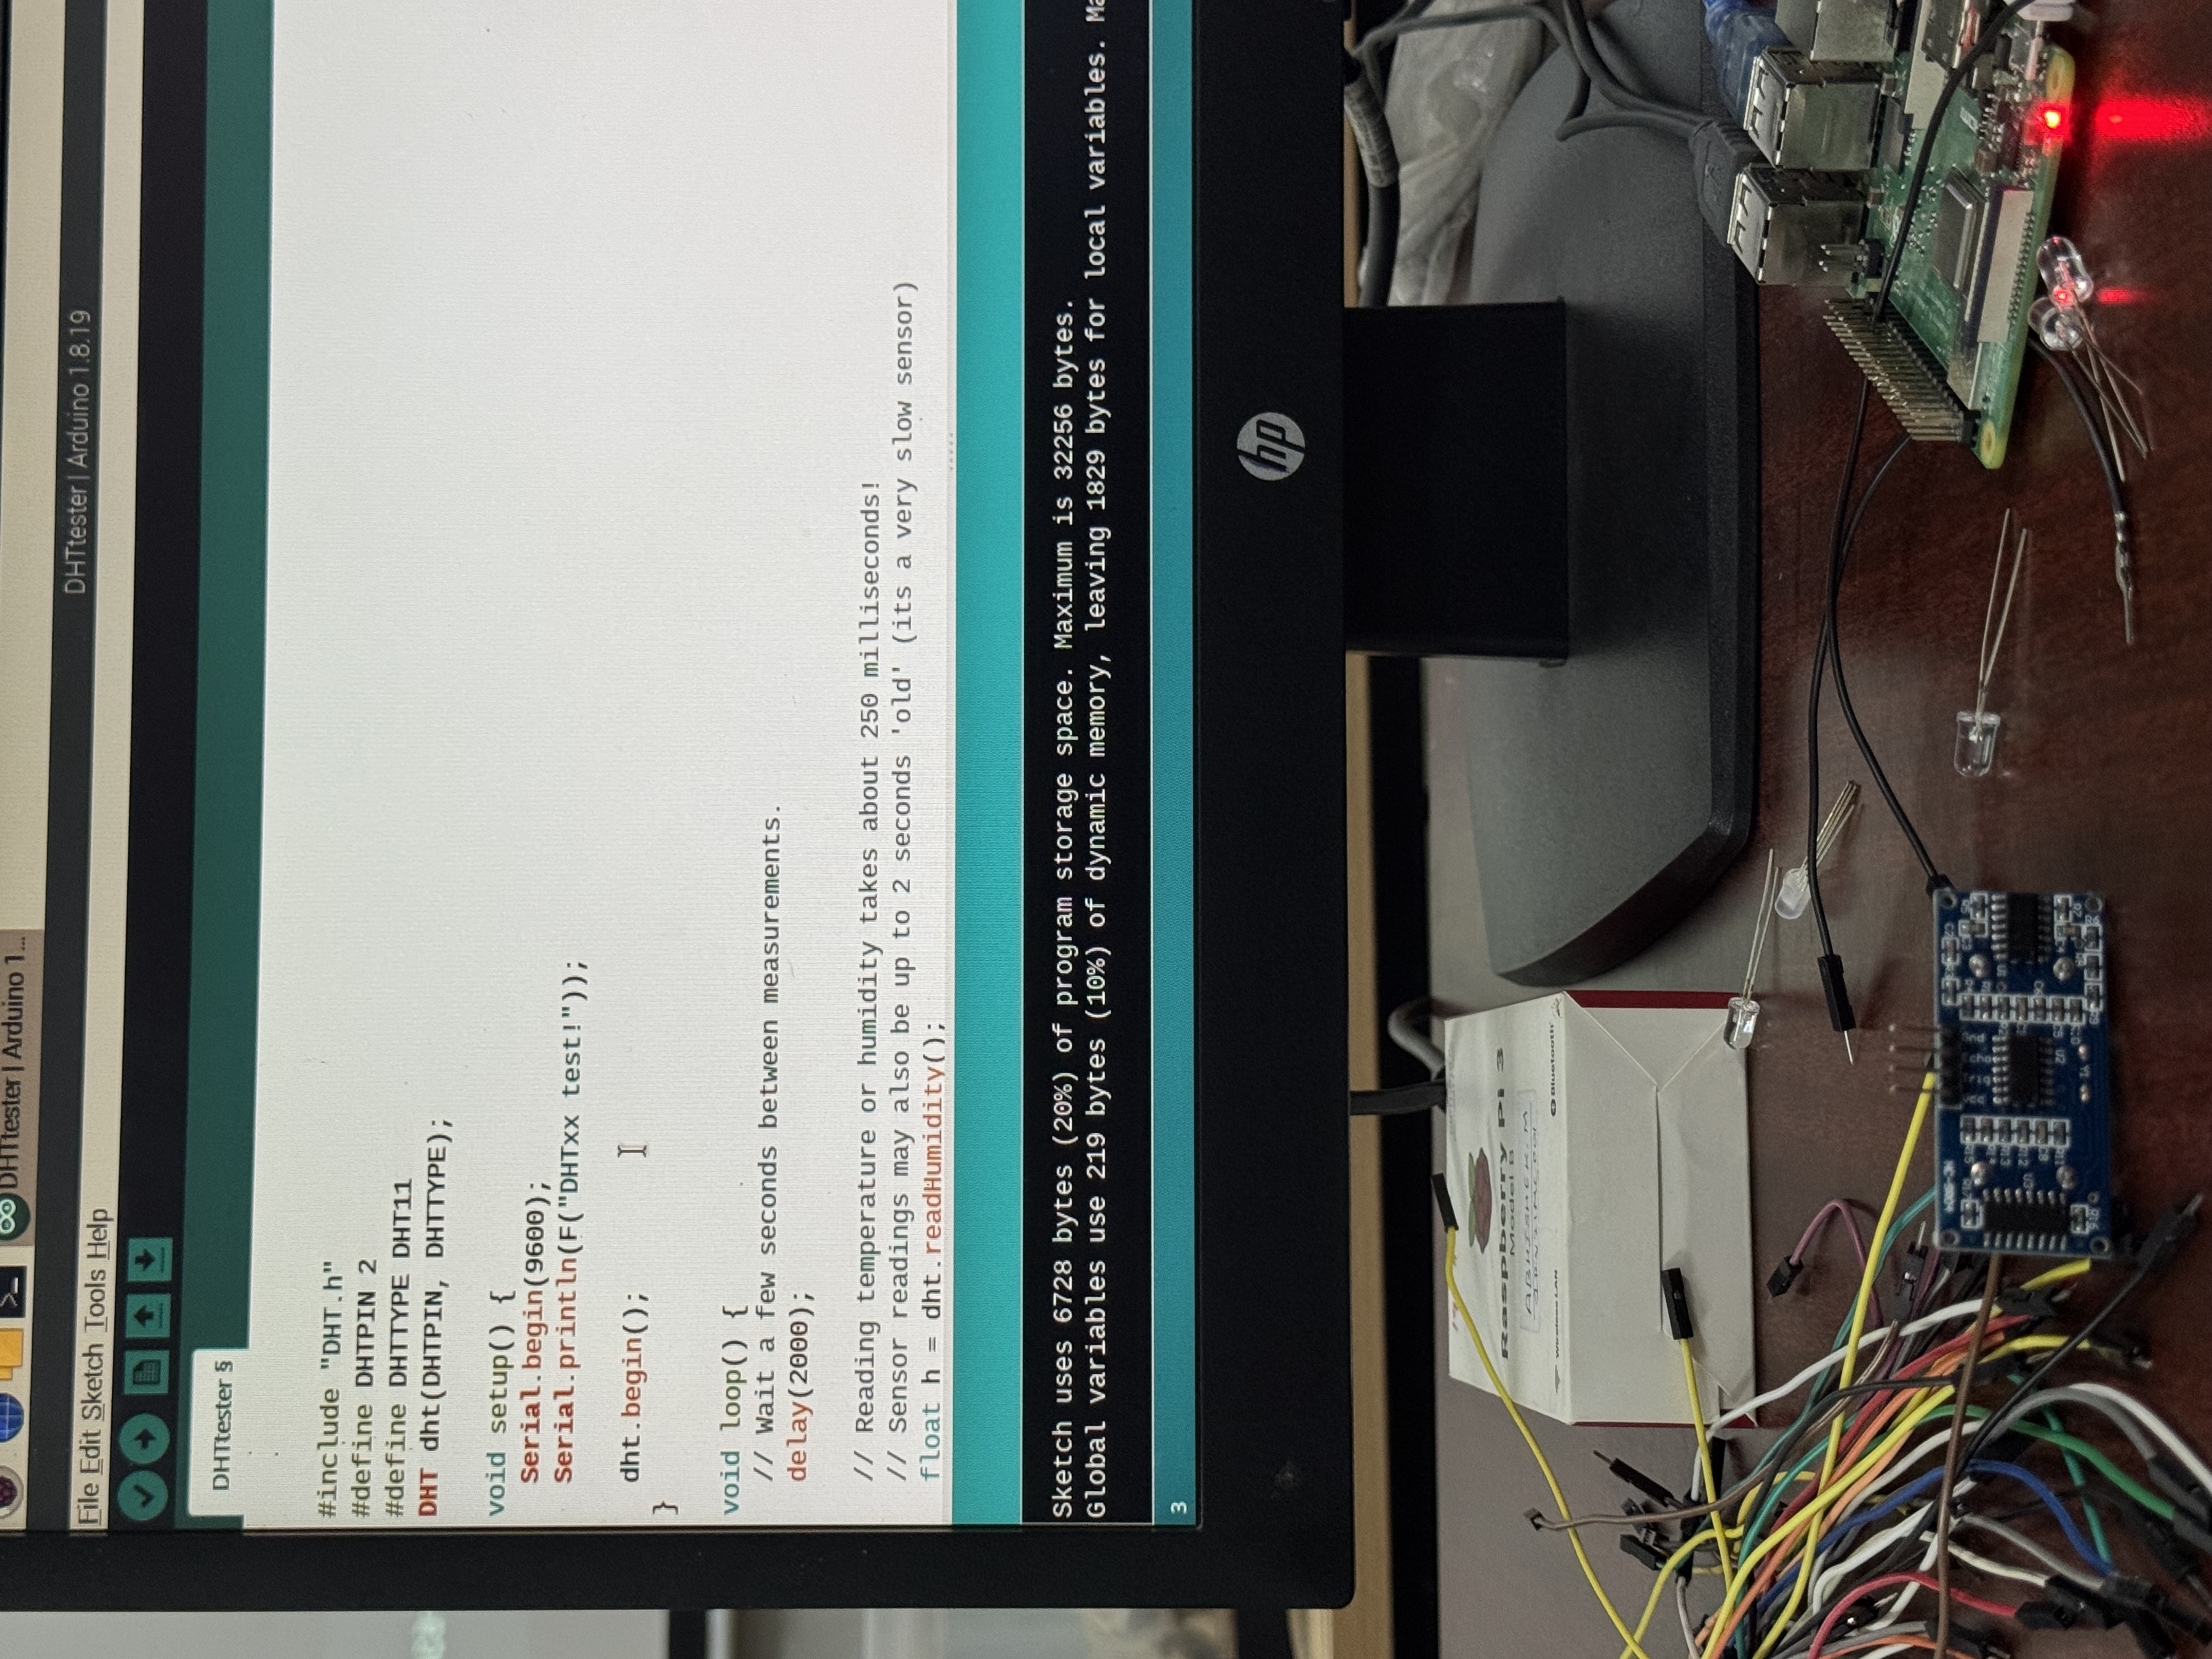 DHTtester | Arduino 1...
DHTtester | Arduino 1.8.19
File Edit Sketch Tools Help
DHTtester §
#include "DHT.h"
#define DHTPIN 2
#define DHTTYPE DHT11
DHT dht(DHTPIN, DHTTYPE);
void setup() {
Serial.begin(9600);
Serial.println(F("DHTxx test!"));
dht.begin();
}
void loop() {
// Wait a few seconds between measurements.
delay(2000);
// Reading temperature or humidity takes about 250 milliseconds!
// Sensor readings may also be up to 2 seconds 'old' (its a very slow sensor)
float h = dht.readHumidity();
Sketch uses 6728 bytes (20%) of program storage space. Maximum is 32256 bytes.
Global variables use 219 bytes (10%) of dynamic memory, leaving 1829 bytes for local variables. Ma
3
hp
Raspberry Pi 3
Model B
ABHISHEK.M
Wireless LAN
Bluetooth
HC-SR04